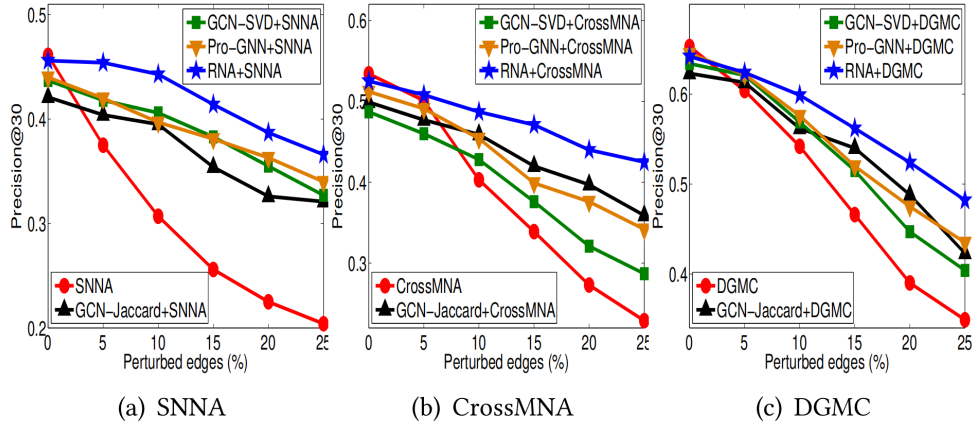 0.5
GCN-SVD+SNNA
Pro-GNN+SNNA
RNA+SNNA
0.4
Precision@30
0.3
SNNA
GCN-Jaccard+SNNA
0.2
0 5 10 15 20 25
Perturbed edges (%)
(a) SNNA
GCN-SVD+CrossMNA
Pro-GNN+CrossMNA
RNA+CrossMNA
0.5
Precision@30
0.4
0.3
CrossMNA
GCN-Jaccard+CrossMNA
0 5 10 15 20 25
Perturbed edges (%)
(b) CrossMNA
GCN-SVD+DGMC
Pro-GNN+DGMC
RNA+DGMC
0.6
Precision@30
0.5
0.4
DGMC
GCN-Jaccard+DGMC
0 5 10 15 20 25
Perturbed edges (%)
(c) DGMC